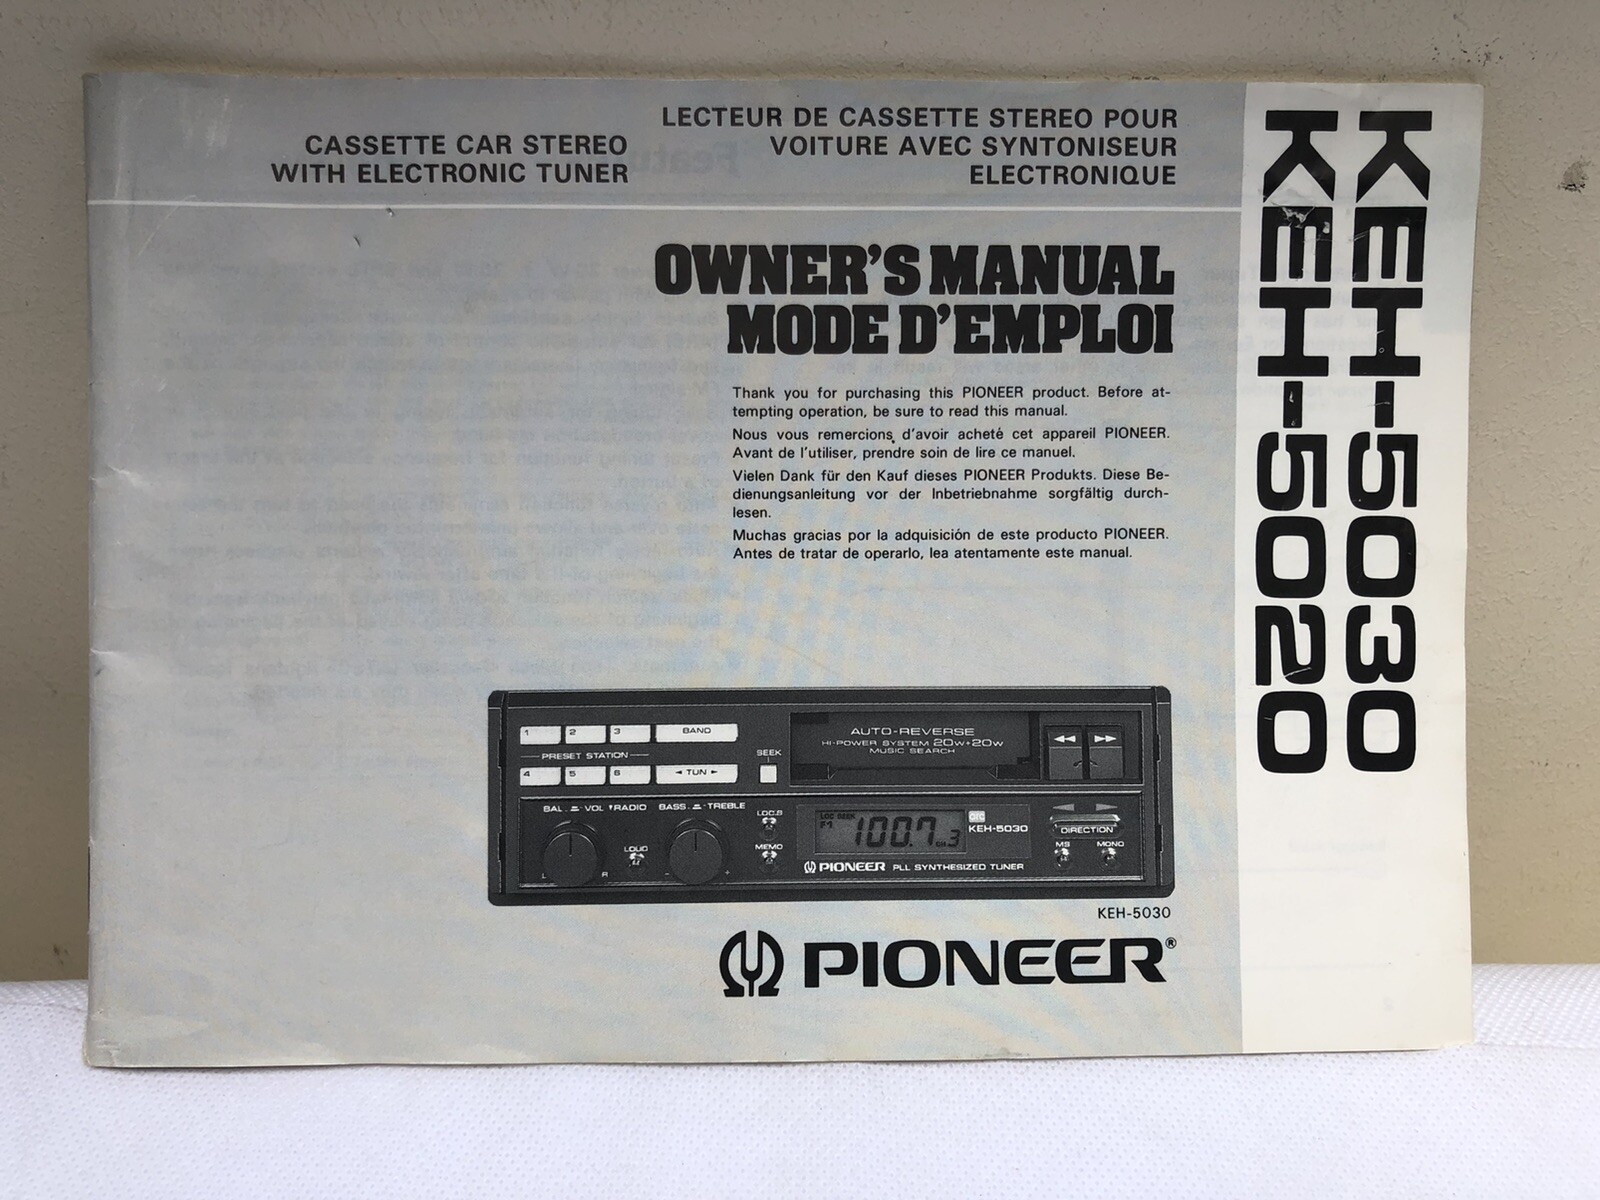 CASSETTE CAR STEREO
WITH ELECTRONIC TUNER
LECTEUR DE CASSETTE STEREO POUR
VOITURE AVEC SYNTONISEUR
ELECTRONIQUE
KEH-5030
KEH-5020
OWNER'S MANUAL
MODE D'EMPLOI
Thank you for purchasing this PIONEER product. Before at-
tempting operation, be sure to read this manual.
Nous vous remercions d'avoir acheté cet appareil PIONEER.
Avant de l'utiliser, prendre soin de lire ce manuel.
Vielen Dank für den Kauf dieses PIONEER Produkts. Diese Be-
dienungsanleitung vor der Inbetriebnahme sorgfältig durch-
lesen.
Muchas gracias por la adquisición de este producto PIONEER.
Antes de tratar de operarlo, lea atentamente este manual.
1 2 3 BAND
PRESET STATION
4 5 6 ◄ TUN ►
SEEK
AUTO-REVERSE
HI-POWER SYSTEM 20W+20W
MUSIC SEARCH
◄◄ ►►
BAL VOL RADIO BASS TREBLE
LOUD
L R - +
LOC.S
MEMO
LOC SEEK
F1 100.7 CH 3
KEH-5030
PIONEER PLL SYNTHESIZED TUNER
◄ ►
DIRECTION
MS MONO
KEH-5030
PIONEER®